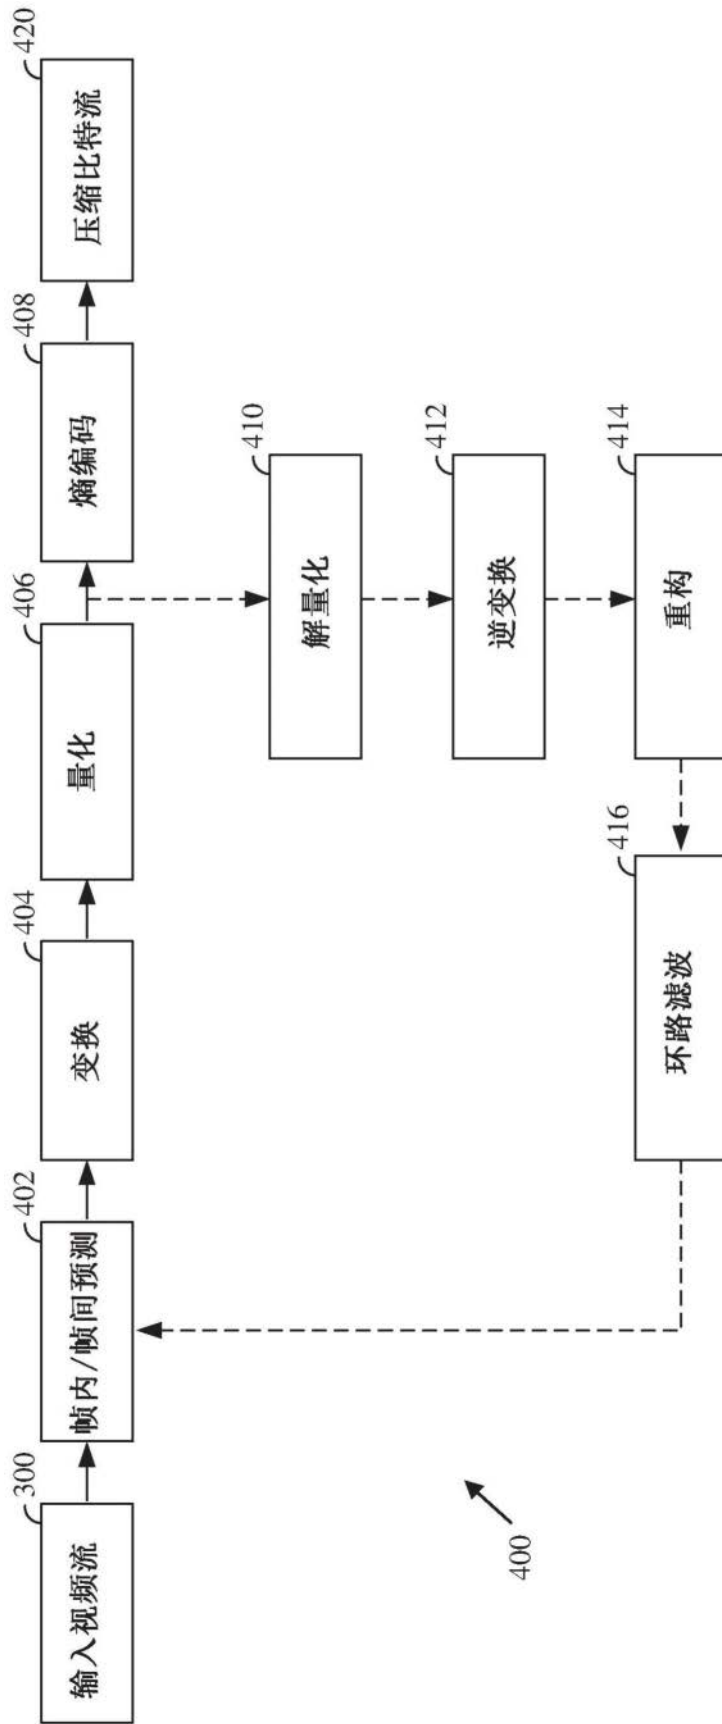 300
输入视频流
402
帧内/帧间预测
404
变换
406
量化
408
熵编码
420
压缩比特流
410
解量化
412
逆变换
416
环路滤波
414
重构
400